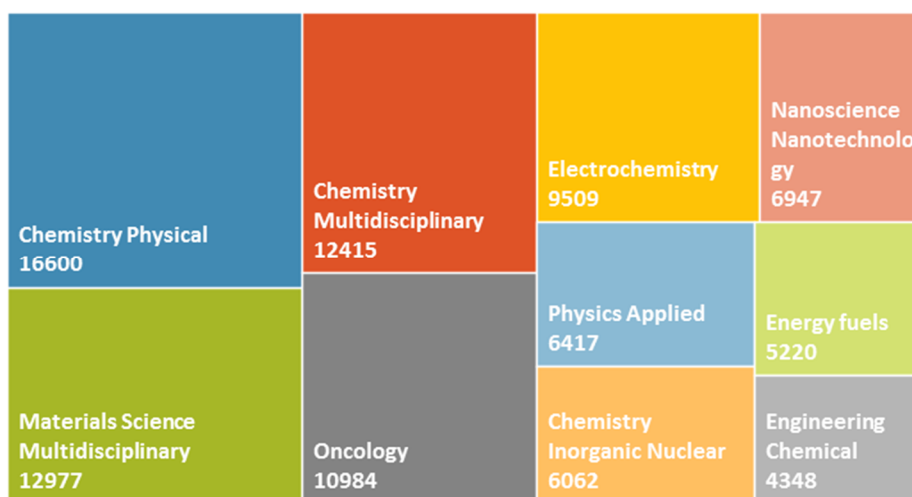 Chemistry Physical
16600
Materials Science
Multidisciplinary
12977
Chemistry
Multidisciplinary
12415
Oncology
10984
Electrochemistry
9509
Nanoscience
Nanotechnolo
gy
6947
Physics Applied
6417
Energy fuels
5220
Chemistry
Inorganic Nuclear
6062
Engineering
Chemical
4348